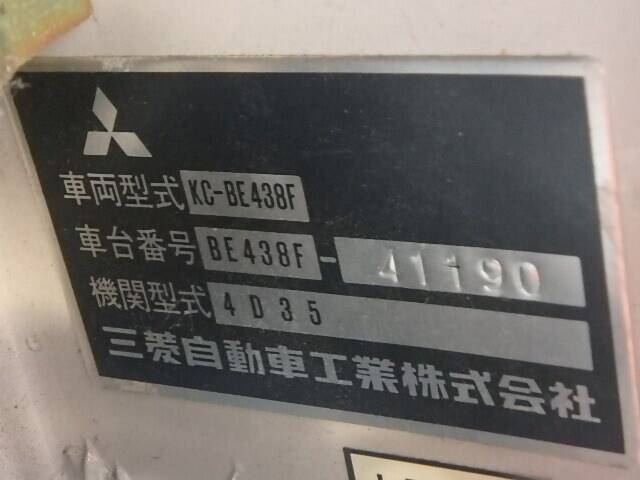 車両型式 KC-BE438F
車台番号 BE438F-41190
機関型式 4D35
三菱自動車工業株式会社